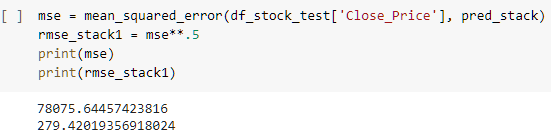 [ ] mse = mean_squared_error(df_stock_test['Close_Price'], pred_stack)
rmse_stack1 = mse**.5
print(mse)
print(rmse_stack1)
78075.64457423816
279.42019356918024